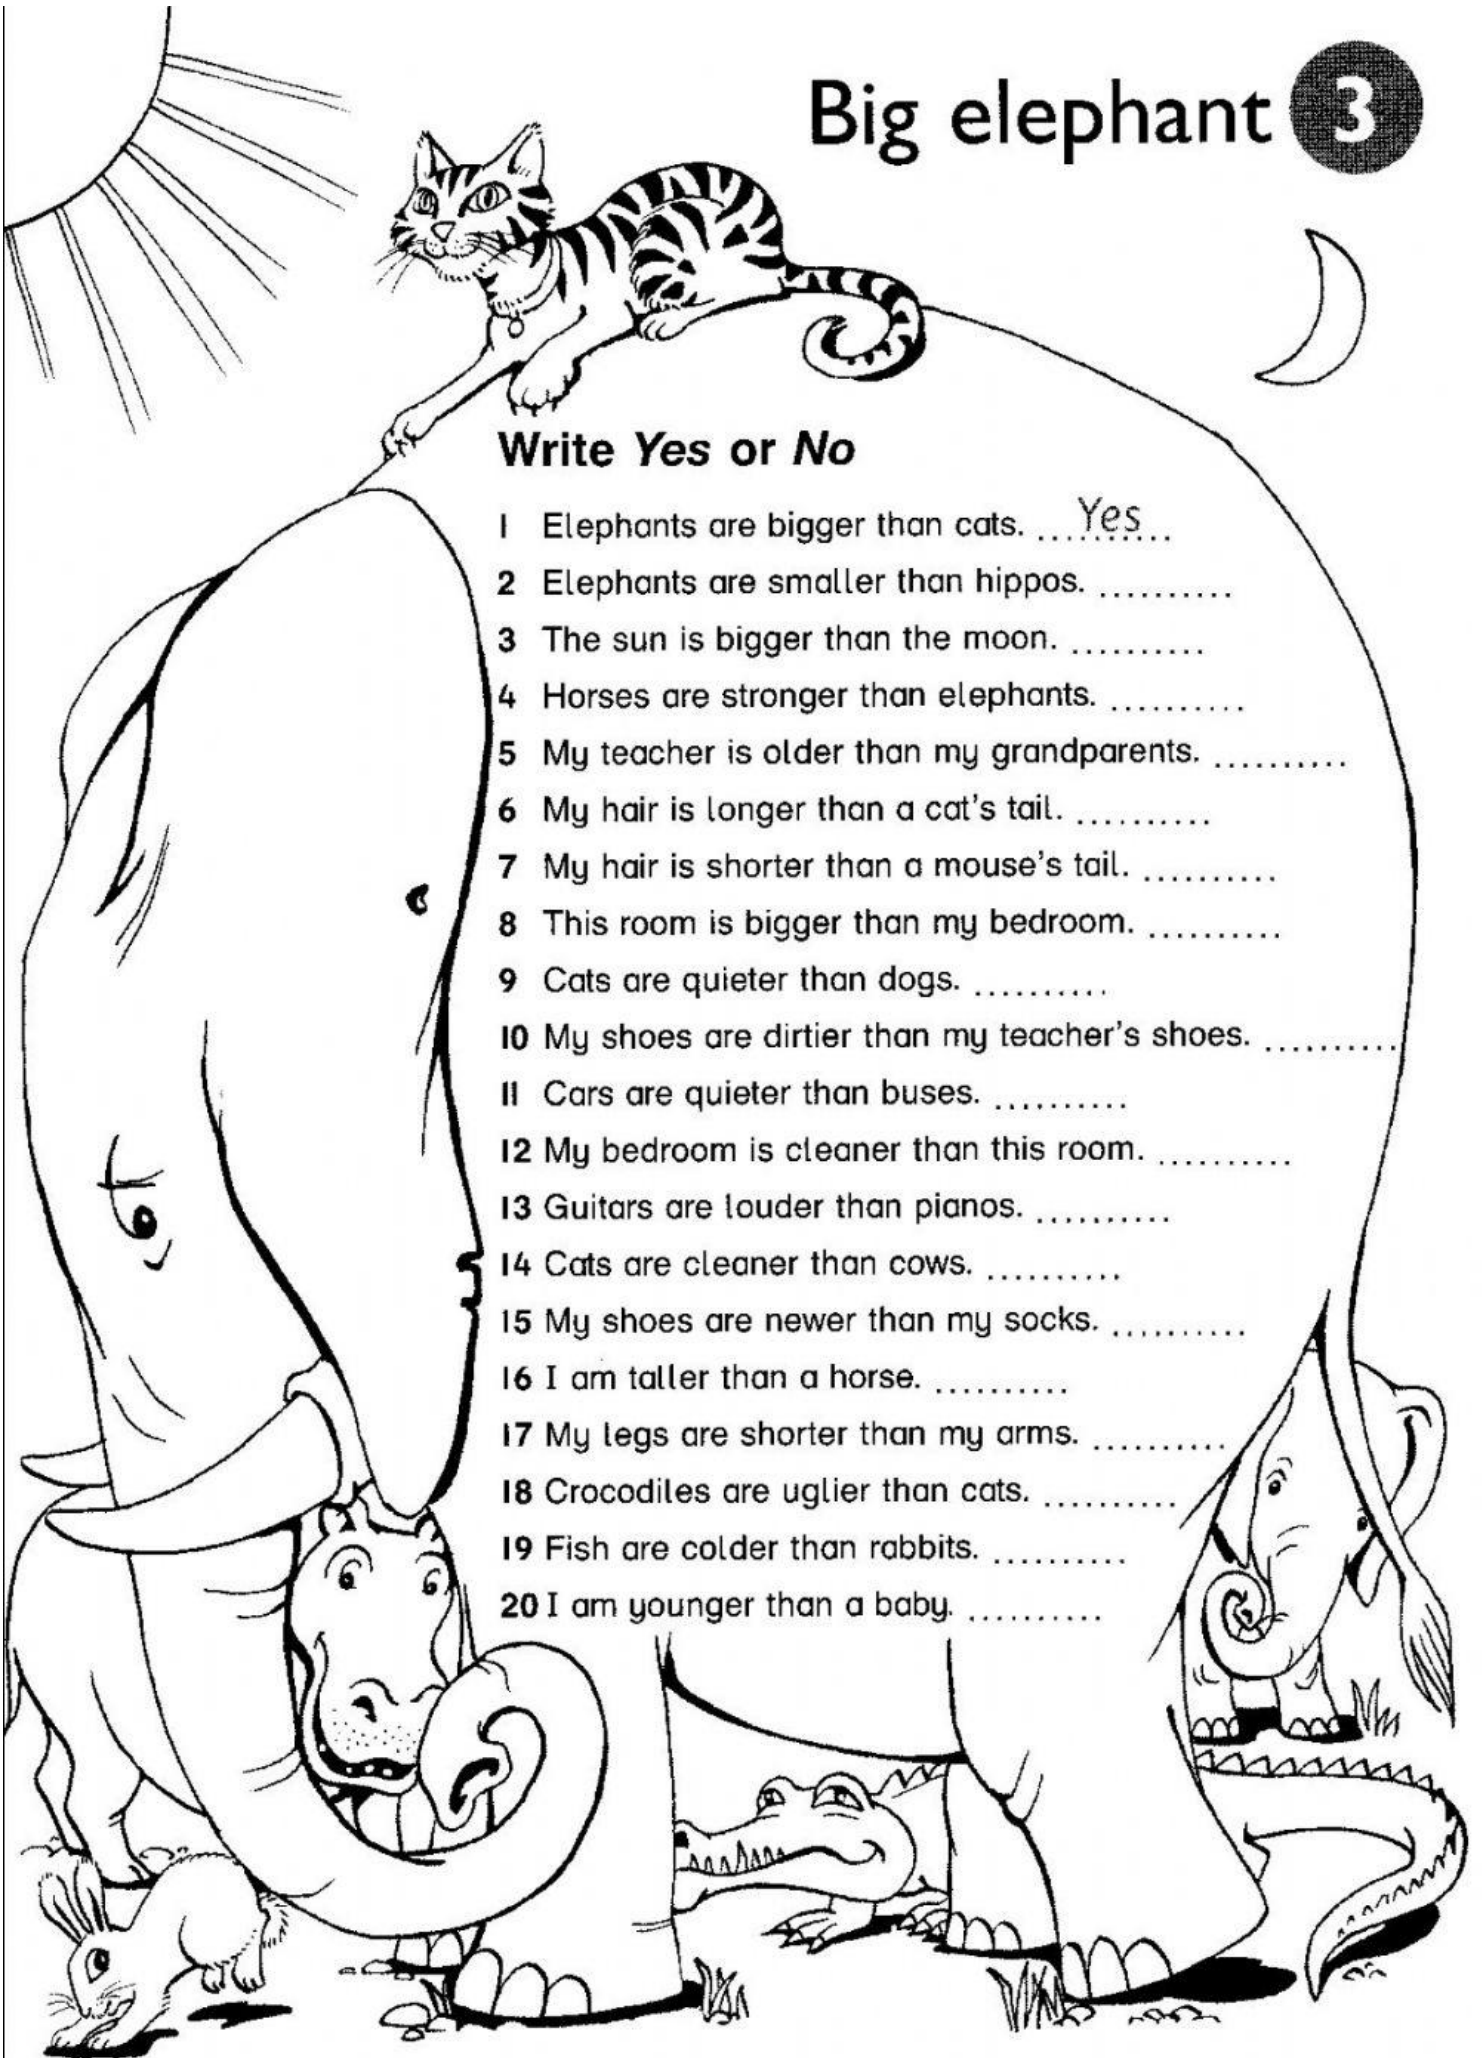 Big elephant 3
Write Yes or No
1 Elephants are bigger than cats. ....Yes....
2 Elephants are smaller than hippos. ..........
3 The sun is bigger than the moon. ..........
4 Horses are stronger than elephants. ..........
5 My teacher is older than my grandparents. ..........
6 My hair is longer than a cat's tail. ..........
7 My hair is shorter than a mouse's tail. ..........
8 This room is bigger than my bedroom. ..........
9 Cats are quieter than dogs. ..........
10 My shoes are dirtier than my teacher's shoes. ..........
11 Cars are quieter than buses. ..........
12 My bedroom is cleaner than this room. ..........
13 Guitars are louder than pianos. ..........
14 Cats are cleaner than cows. ..........
15 My shoes are newer than my socks. ..........
16 I am taller than a horse. ..........
17 My legs are shorter than my arms. ..........
18 Crocodiles are uglier than cats. ..........
19 Fish are colder than rabbits. ..........
20 I am younger than a baby. ..........